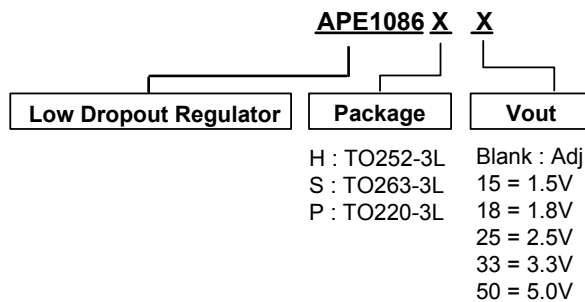 APE1086 X X
Low Dropout Regulator Package Vout
H : TO252-3L Blank : Adj
S : TO263-3L 15 = 1.5V
P : TO220-3L 18 = 1.8V
25 = 2.5V
33 = 3.3V
50 = 5.0V